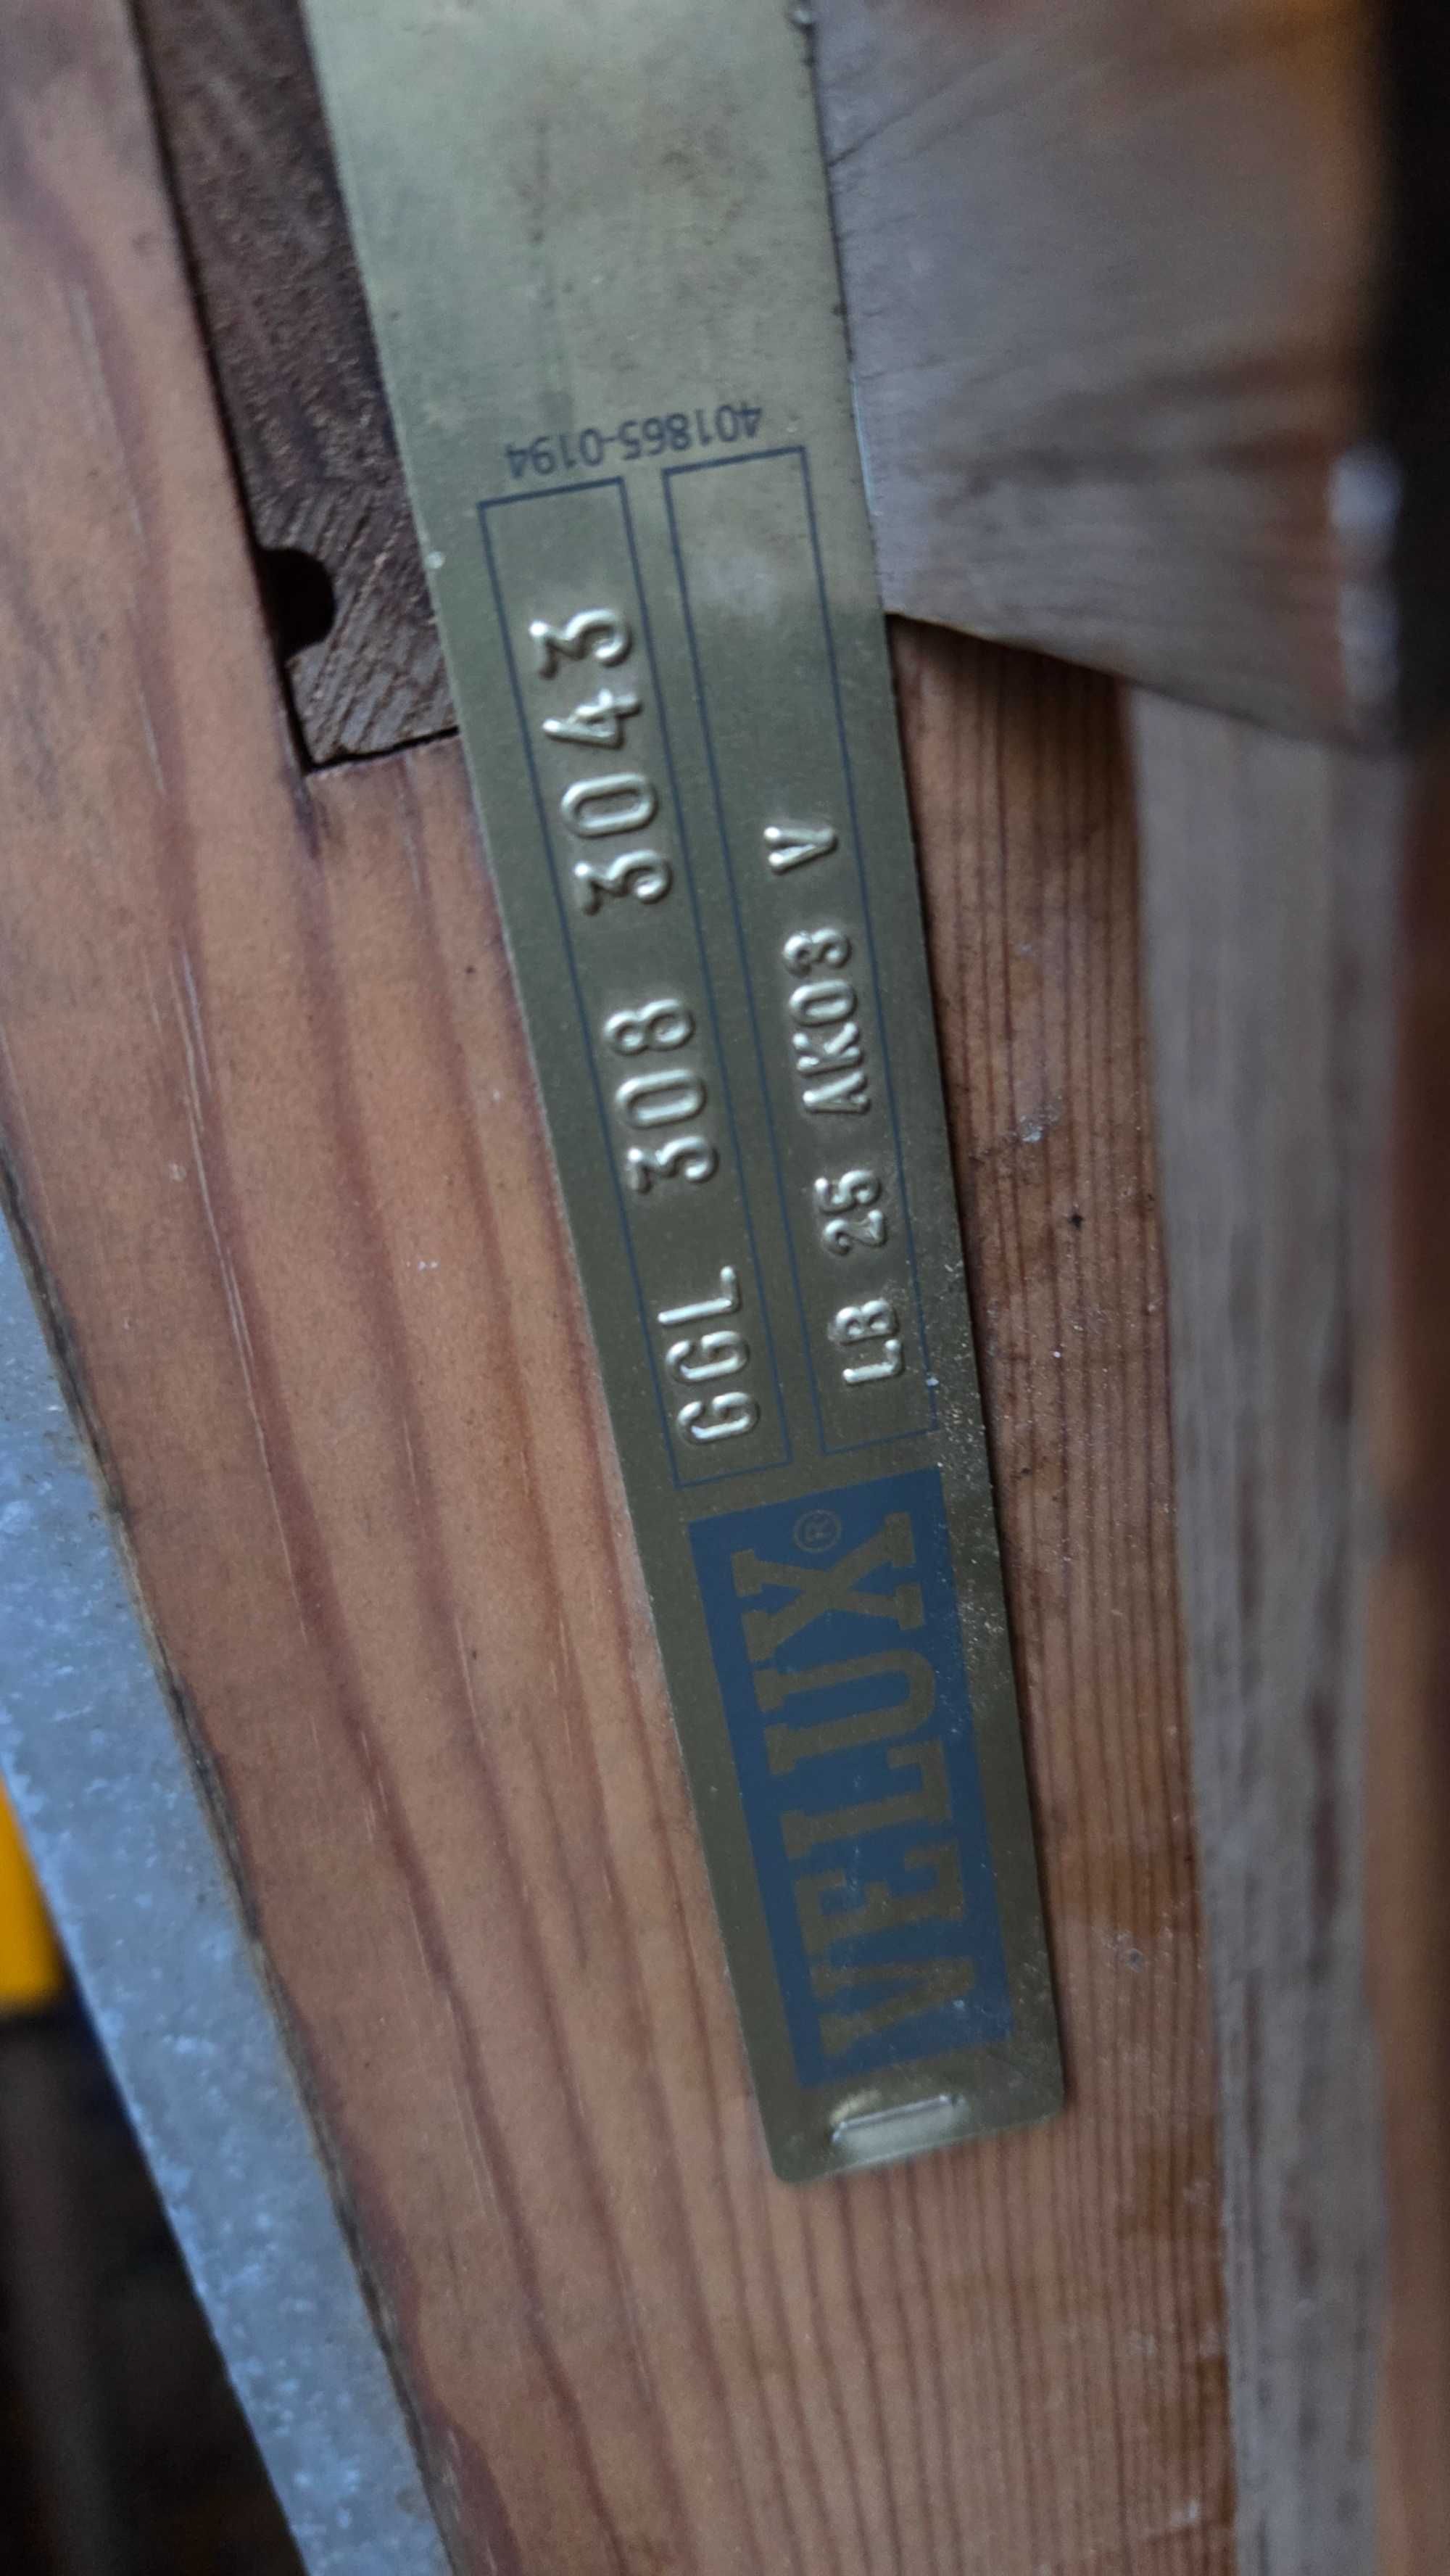 VELUX®
GGL 308 3043
LB 25 AK03 V
401865-0194